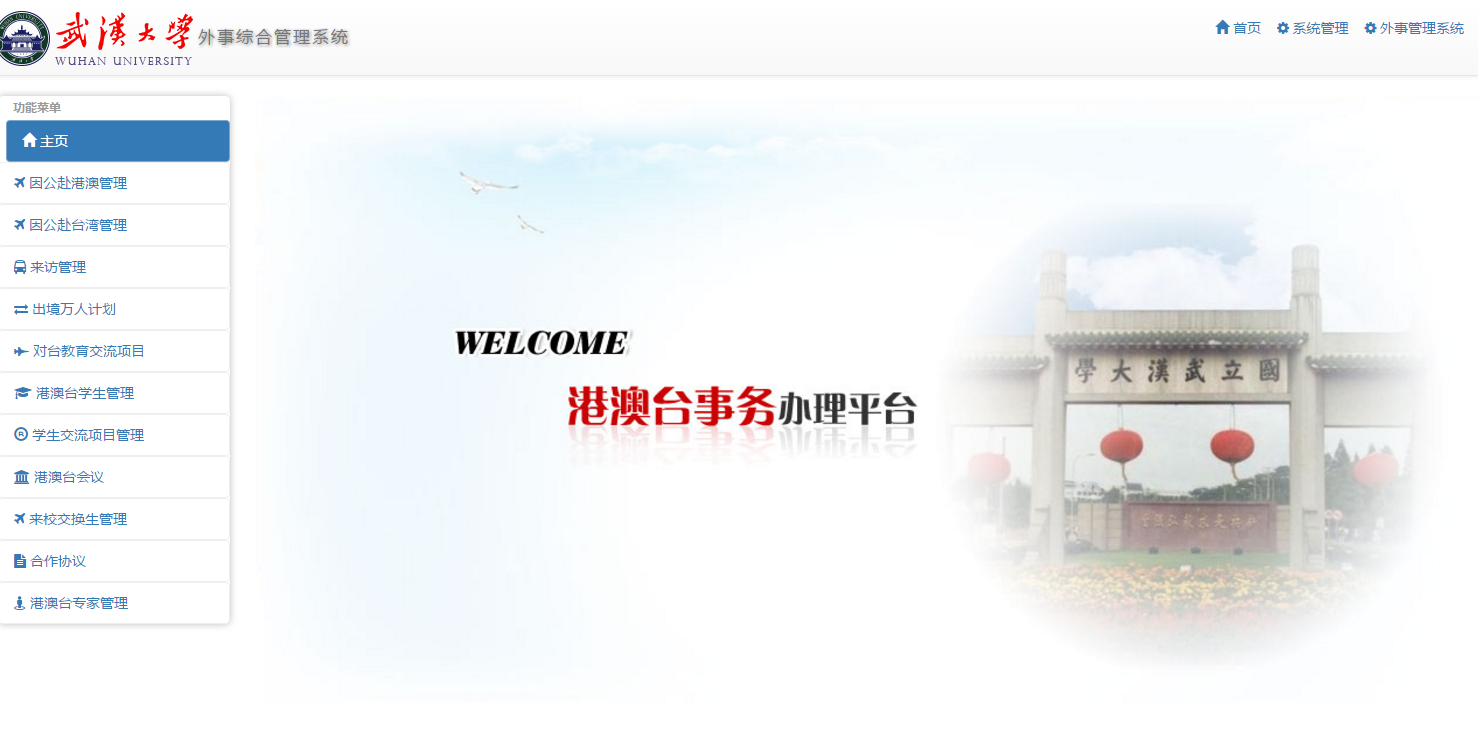 武漢大学
WUHAN UNIVERSITY
外事综合管理系统
首页 系统管理 外事管理系统
功能菜单
主页
因公赴港澳管理
因公赴台湾管理
来访管理
出境万人计划
对台教育交流项目
港澳台学生管理
学生交流项目管理
港澳台会议
来校交换生管理
合作协议
港澳台专家管理
WELCOME
港澳台事务办理平台
學大漢武立國